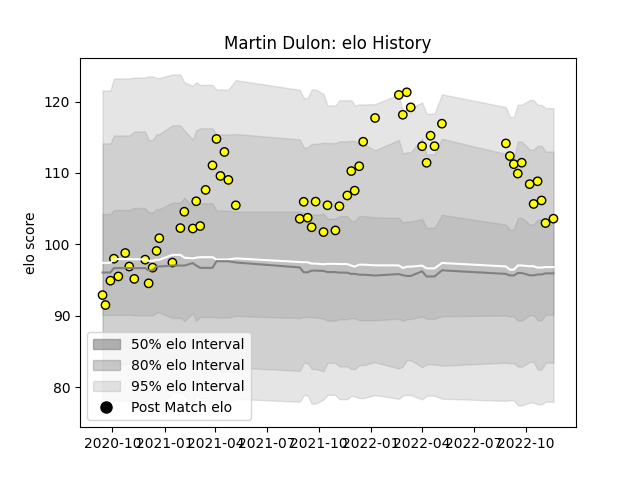 Martin Dulon: elo History
elo score
120
110
100
90
80
50% elo Interval
80% elo Interval
95% elo Interval
Post Match elo
2020-10 2021-01 2021-04 2021-07 2021-10 2022-01 2022-04 2022-07 2022-10